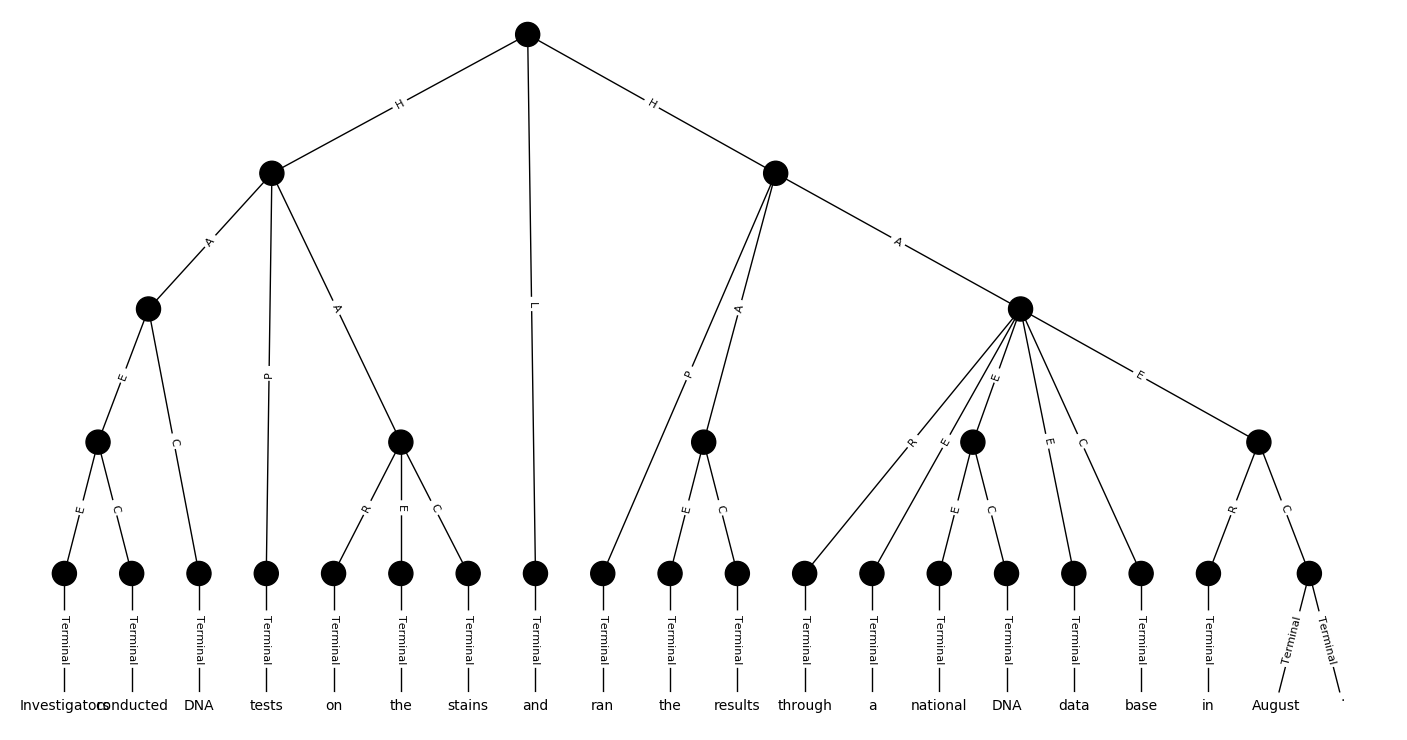 H H
A A
A L A
E P P A E E
E C R E C
E C R E C E C E C R C
Terminal Terminal Terminal Terminal Terminal Terminal Terminal Terminal Terminal Terminal Terminal Terminal Terminal Terminal Terminal Terminal Terminal Terminal Terminal Terminal
Investigators conducted DNA tests on the stains and ran the results through a national DNA data base in August .